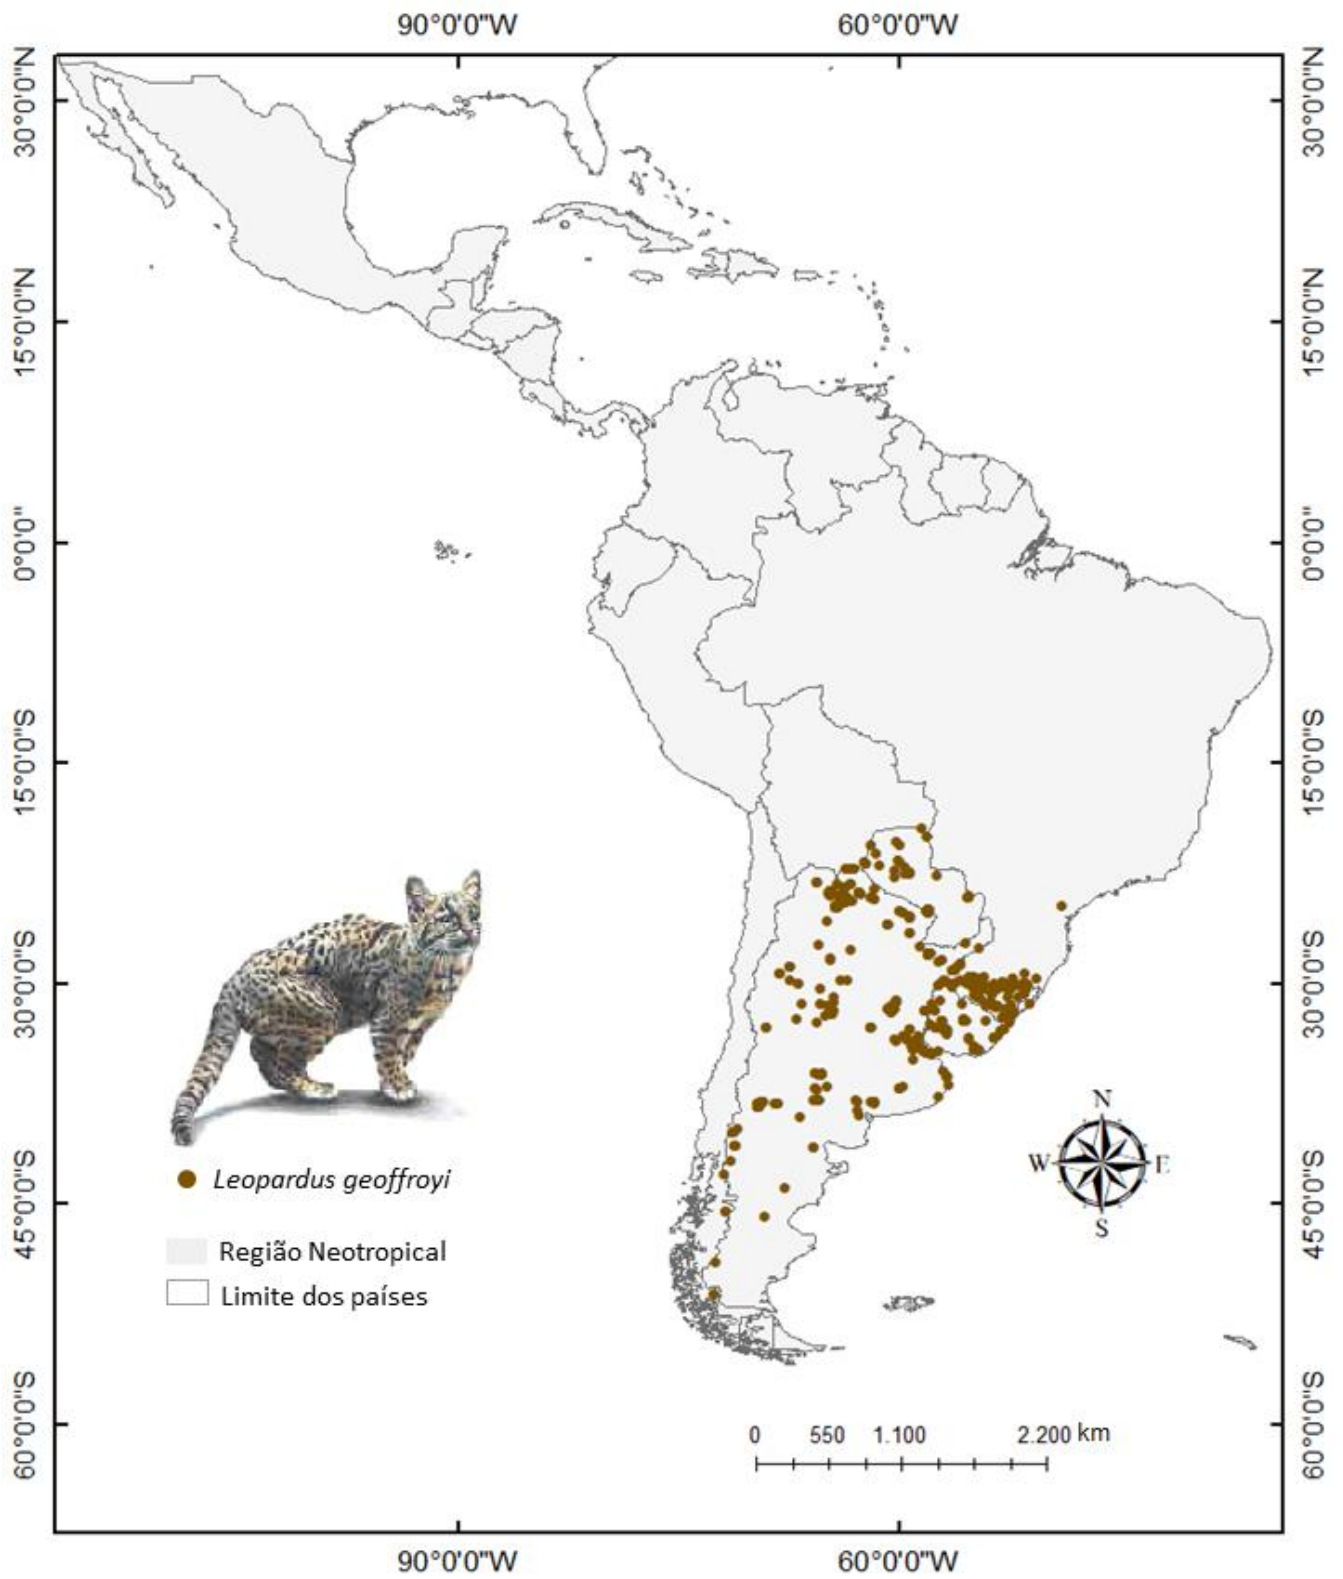 90°0'0"W 60°0'0"W
30°0'0"N 30°0'0"N
15°0'0"N 15°0'0"N
0°0'0" 0°0'0"
15°0'0"S 15°0'0"S
30°0'0"S 30°0'0"S
Leopardus geoffroyi
N
W E
S
45°0'0"S 45°0'0"S
Região Neotropical
Limite dos países
60°0'0"S 60°0'0"S
0 550 1.100 2.200 km
90°0'0"W 60°0'0"W